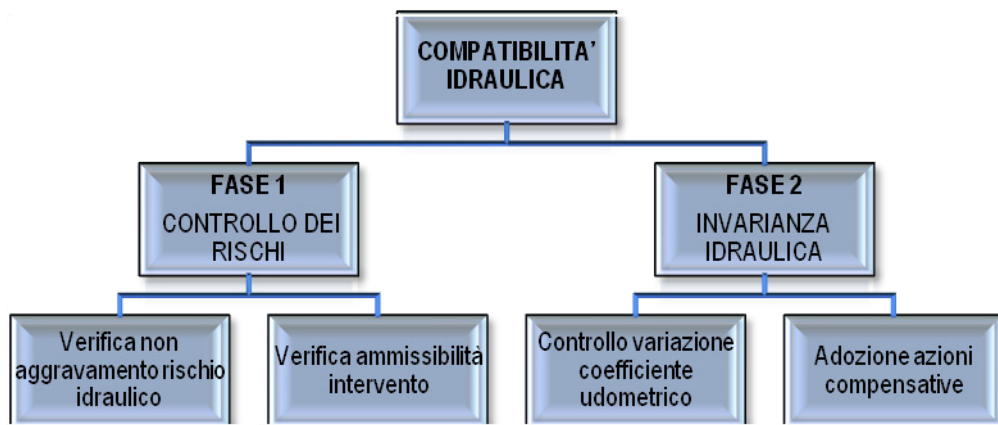 COMPATIBILITA'
IDRAULICA
FASE 1
CONTROLLO DEI
RISCHI
FASE 2
INVARIANZA
IDRAULICA
Verifica non
aggravamento rischio
idraulico
Verifica ammissibilità
intervento
Controllo variazione
coefficiente
udometrico
Adozione azioni
compensative